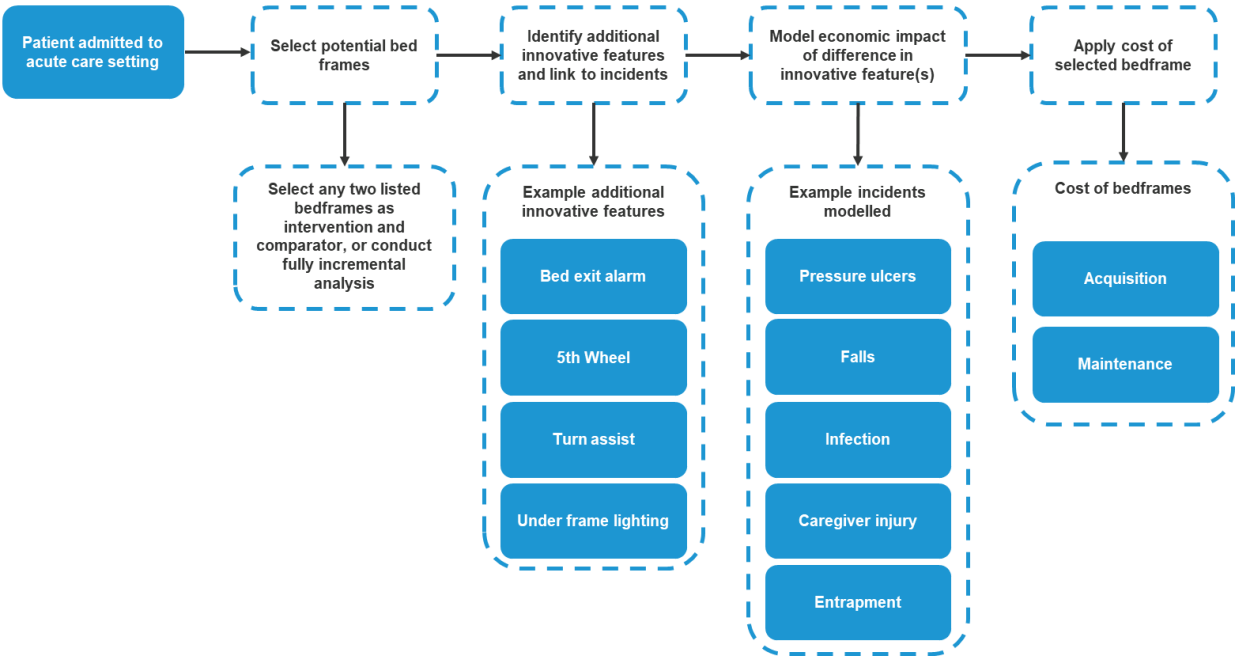 Patient admitted to
acute care setting
Select potential bed
frames
Identify additional
innovative features
and link to incidents
Model economic impact
of difference in
innovative feature(s)
Apply cost of
selected bedframe
Select any two listed
bedframes as
intervention and
comparator, or conduct
fully incremental
analysis
Example additional
innovative features
Bed exit alarm
5th Wheel
Turn assist
Under frame lighting
Example incidents
modelled
Pressure ulcers
Falls
Infection
Caregiver injury
Entrapment
Cost of bedframes
Acquisition
Maintenance